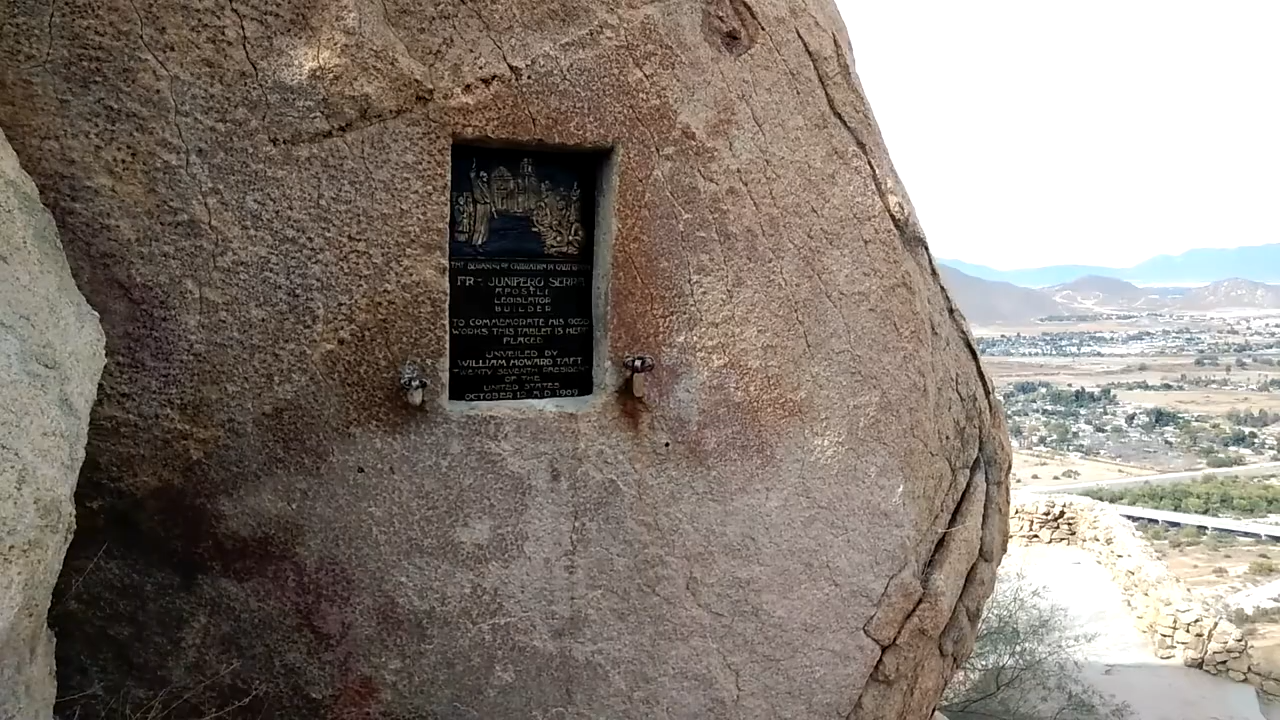 THE BEGINNING OF CIVILIZATION IN CALIFORNIA
FR. JUNIPERO SERRA
APOSTLE
LEGISLATOR
BUILDER
TO COMMEMORATE HIS GOOD
WORKS THIS TABLET IS HERE
PLACED
UNVEILED BY
WILLIAM HOWARD TAFT
TWENTY SEVENTH PRESIDENT
OF THE
UNITED STATES
OCTOBER 12 A.D. 1909